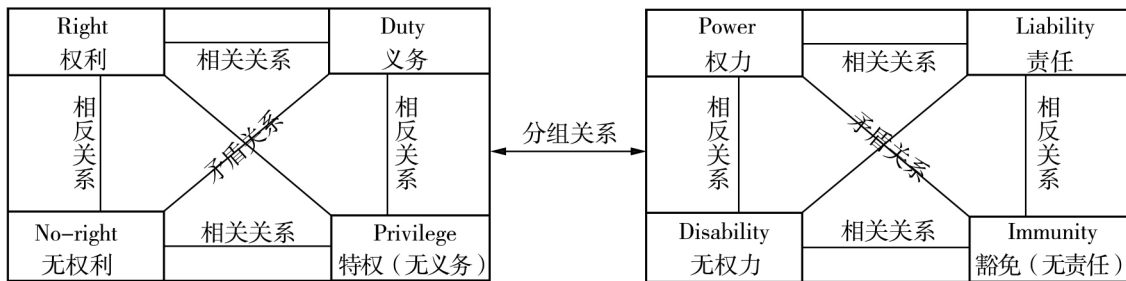 Right
权利
相关关系
Duty
义务
相反关系
矛盾关系
相反关系
No-right
无权利
相关关系
Privilege
特权（无义务）
分组关系
Power
权力
相关关系
Liability
责任
相反关系
矛盾关系
相反关系
Disability
无权力
相关关系
Immunity
豁免（无责任）